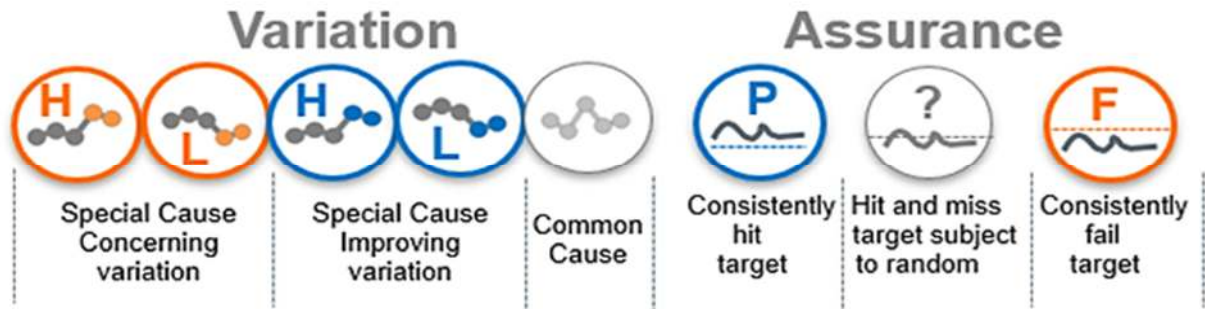 Variation
Assurance
H
L
H
L
P
?
F
Special Cause
Concerning
variation
Special Cause
Improving
variation
Common
Cause
Consistently
hit
target
Hit and miss
target subject
to random
Consistently
fail
target